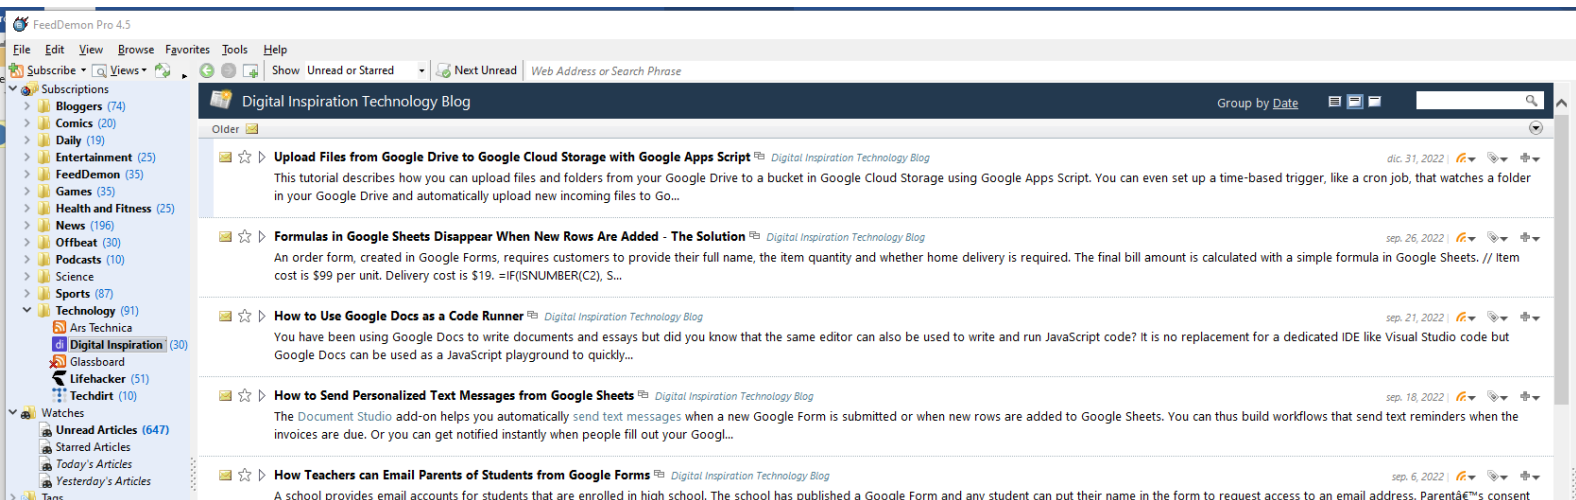 FeedDemon Pro 4.5
File Edit View Browse Favorites Tools Help
Subscribe Views Show Unread or Starred Next Unread Web Address or Search Phrase
Subscriptions
Bloggers (74)
Comics (20)
Daily (19)
Entertainment (25)
FeedDemon (35)
Games (35)
Health and Fitness (25)
News (196)
Offbeat (30)
Podcasts (10)
Science
Sports (87)
Technology (91)
Ars Technica
Digital Inspiration (30)
Glassboard
Lifehacker (51)
Techdirt (10)
Watches
Unread Articles (647)
Starred Articles
Today's Articles
Yesterday's Articles
Tags
Digital Inspiration Technology Blog Group by Date
Older
Upload Files from Google Drive to Google Cloud Storage with Google Apps Script Digital Inspiration Technology Blog dic. 31, 2022 |
This tutorial describes how you can upload files and folders from your Google Drive to a bucket in Google Cloud Storage using Google Apps Script. You can even set up a time-based trigger, like a cron job, that watches a folder
in your Google Drive and automatically upload new incoming files to Go...
Formulas in Google Sheets Disappear When New Rows Are Added - The Solution Digital Inspiration Technology Blog sep. 26, 2022 |
An order form, created in Google Forms, requires customers to provide their full name, the item quantity and whether home delivery is required. The final bill amount is calculated with a simple formula in Google Sheets. // Item
cost is $99 per unit. Delivery cost is $19. =IF(ISNUMBER(C2), S...
How to Use Google Docs as a Code Runner Digital Inspiration Technology Blog sep. 21, 2022 |
You have been using Google Docs to write documents and essays but did you know that the same editor can also be used to write and run JavaScript code? It is no replacement for a dedicated IDE like Visual Studio code but
Google Docs can be used as a JavaScript playground to quickly...
How to Send Personalized Text Messages from Google Sheets Digital Inspiration Technology Blog sep. 18, 2022 |
The Document Studio add-on helps you automatically send text messages when a new Google Form is submitted or when new rows are added to Google Sheets. You can thus build workflows that send text reminders when the
invoices are due. Or you can get notified instantly when people fill out your Googl...
How Teachers can Email Parents of Students from Google Forms Digital Inspiration Technology Blog sep. 6, 2022 |
A school provides email accounts for students that are enrolled in high school. The school has published a Google Form and any student can put their name in the form to request access to an email address. Parentâ€™s consent